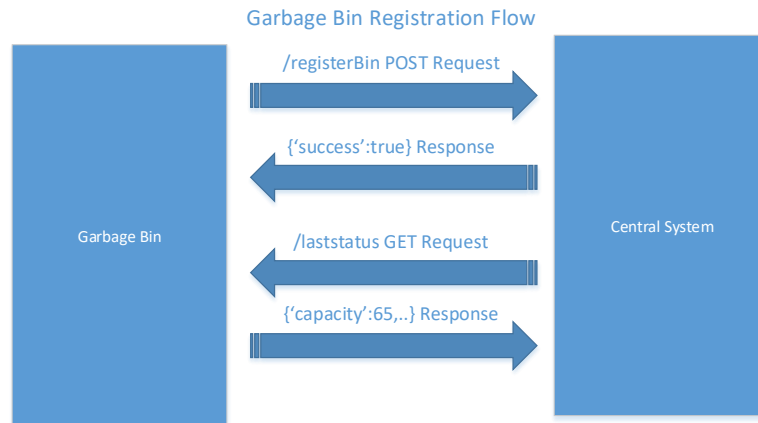 Garbage Bin Registration Flow
/registerBin POST Request
{‘success’:true} Response
Garbage Bin
Central System
/laststatus GET Request
{‘capacity’:65,..} Response